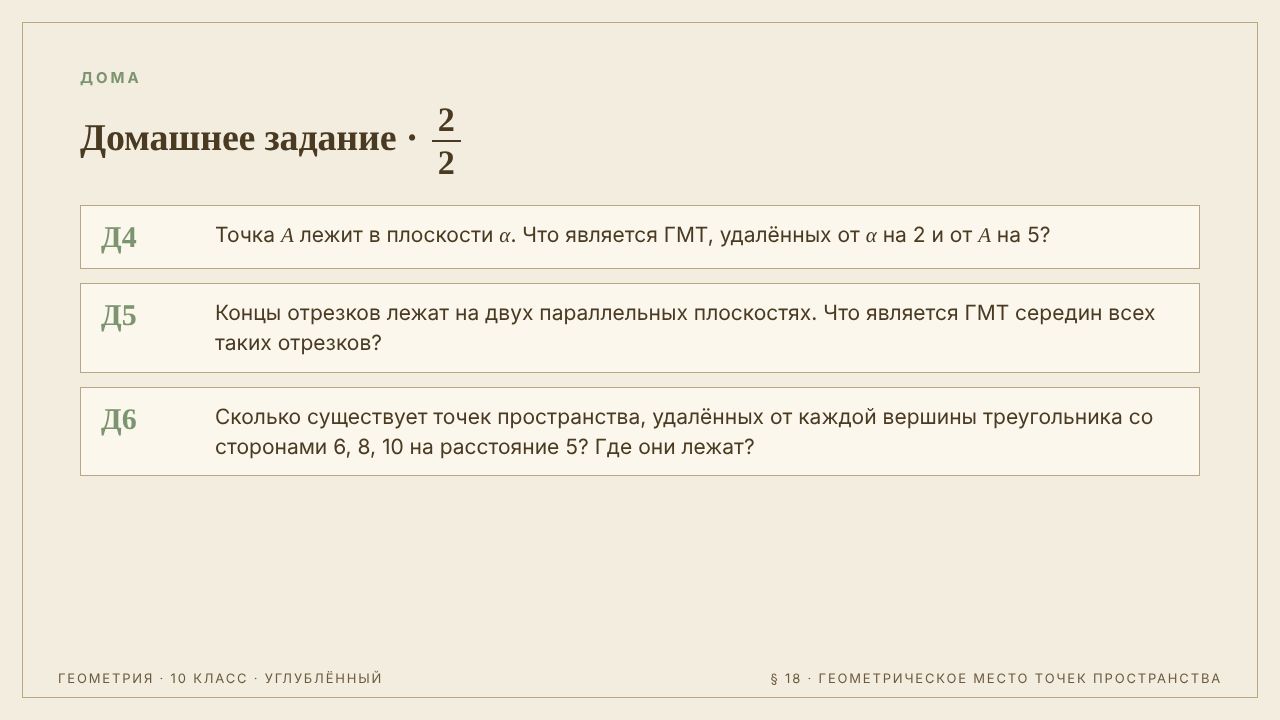 ДОМА
Домашнее задание · 2/2
Д4 Точка A лежит в плоскости α. Что является ГМТ, удалённых от α на 2 и от A на 5?
Д5 Концы отрезков лежат на двух параллельных плоскостях. Что является ГМТ середин всех
таких отрезков?
Д6 Сколько существует точек пространства, удалённых от каждой вершины треугольника со
сторонами 6, 8, 10 на расстояние 5? Где они лежат?
ГЕОМЕТРИЯ · 10 КЛАСС · УГЛУБЛЁННЫЙ
§ 18 · ГЕОМЕТРИЧЕСКОЕ МЕСТО ТОЧЕК ПРОСТРАНСТВА